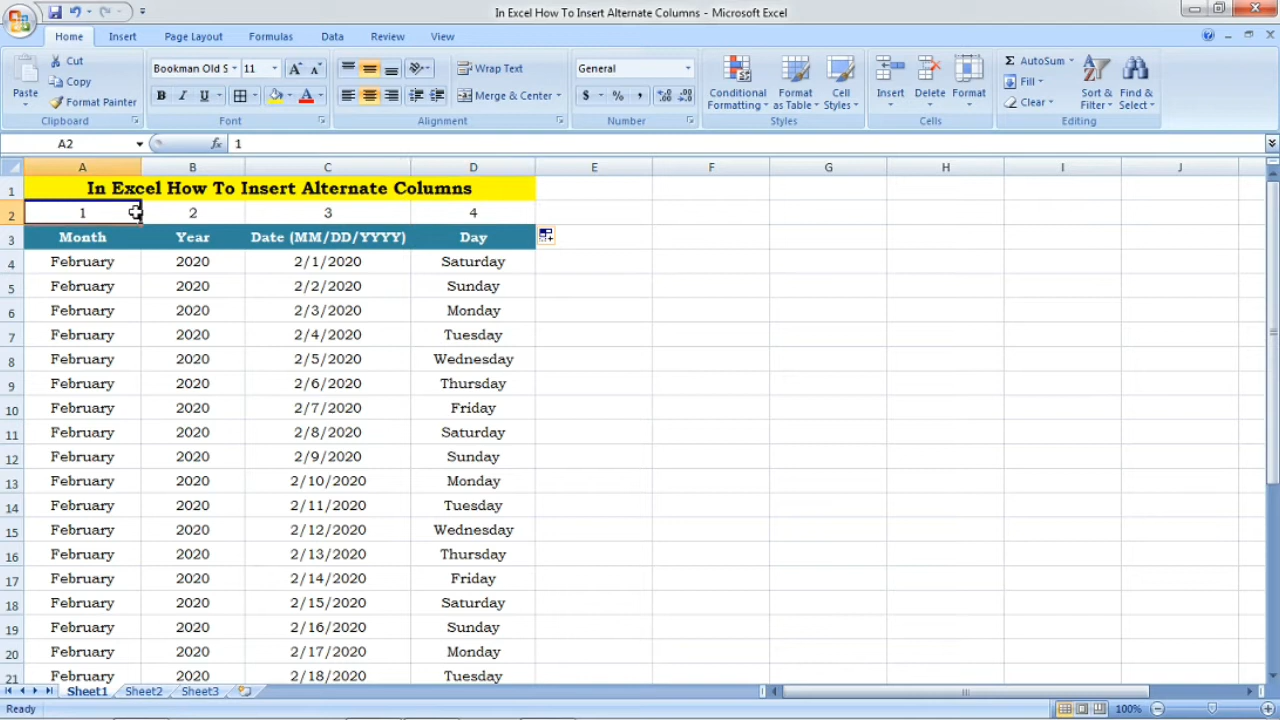 In Excel How To Insert Alternate Columns - Microsoft Excel
Home Insert Page Layout Formulas Data Review View
Paste Cut Copy Format Painter Clipboard
Bookman Old S 11 B I U A Font
Wrap Text Merge & Center Alignment
General $ % , Number
Conditional Formatting Format as Table Cell Styles Styles
Insert Delete Format Cells
Σ AutoSum Fill Clear Sort & Filter Find & Select Editing
A2 fx 1
A B C D E F G H I J
1 In Excel How To Insert Alternate Columns
2 1 2 3 4
3 Month Year Date (MM/DD/YYYY) Day
4 February 2020 2/1/2020 Saturday
5 February 2020 2/2/2020 Sunday
6 February 2020 2/3/2020 Monday
7 February 2020 2/4/2020 Tuesday
8 February 2020 2/5/2020 Wednesday
9 February 2020 2/6/2020 Thursday
10 February 2020 2/7/2020 Friday
11 February 2020 2/8/2020 Saturday
12 February 2020 2/9/2020 Sunday
13 February 2020 2/10/2020 Monday
14 February 2020 2/11/2020 Tuesday
15 February 2020 2/12/2020 Wednesday
16 February 2020 2/13/2020 Thursday
17 February 2020 2/14/2020 Friday
18 February 2020 2/15/2020 Saturday
19 February 2020 2/16/2020 Sunday
20 February 2020 2/17/2020 Monday
21 February 2020 2/18/2020 Tuesday
Sheet1 Sheet2 Sheet3
Ready 100%